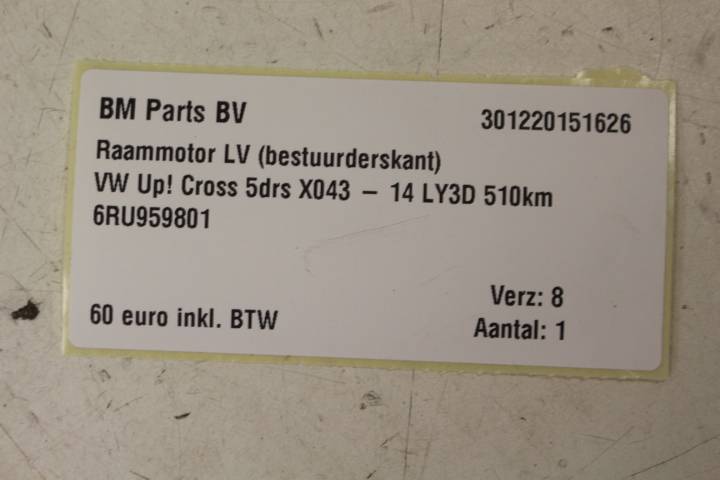 BM Parts BV 301220151626
Raammotor LV (bestuurderskant)
VW Up! Cross 5drs X043 – 14 LY3D 510km
6RU959801
Verz: 8
60 euro inkl. BTW Aantal: 1